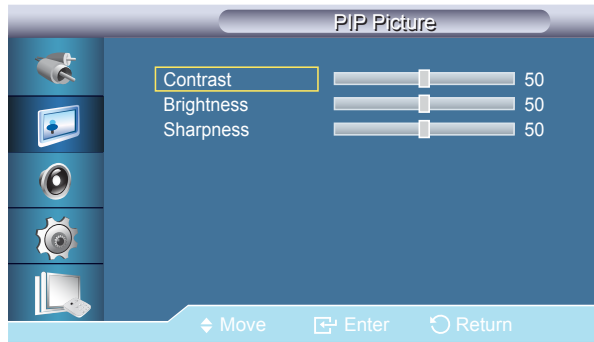 PIP Picture
Contrast 50
Brightness 50
Sharpness 50
Move Enter Return